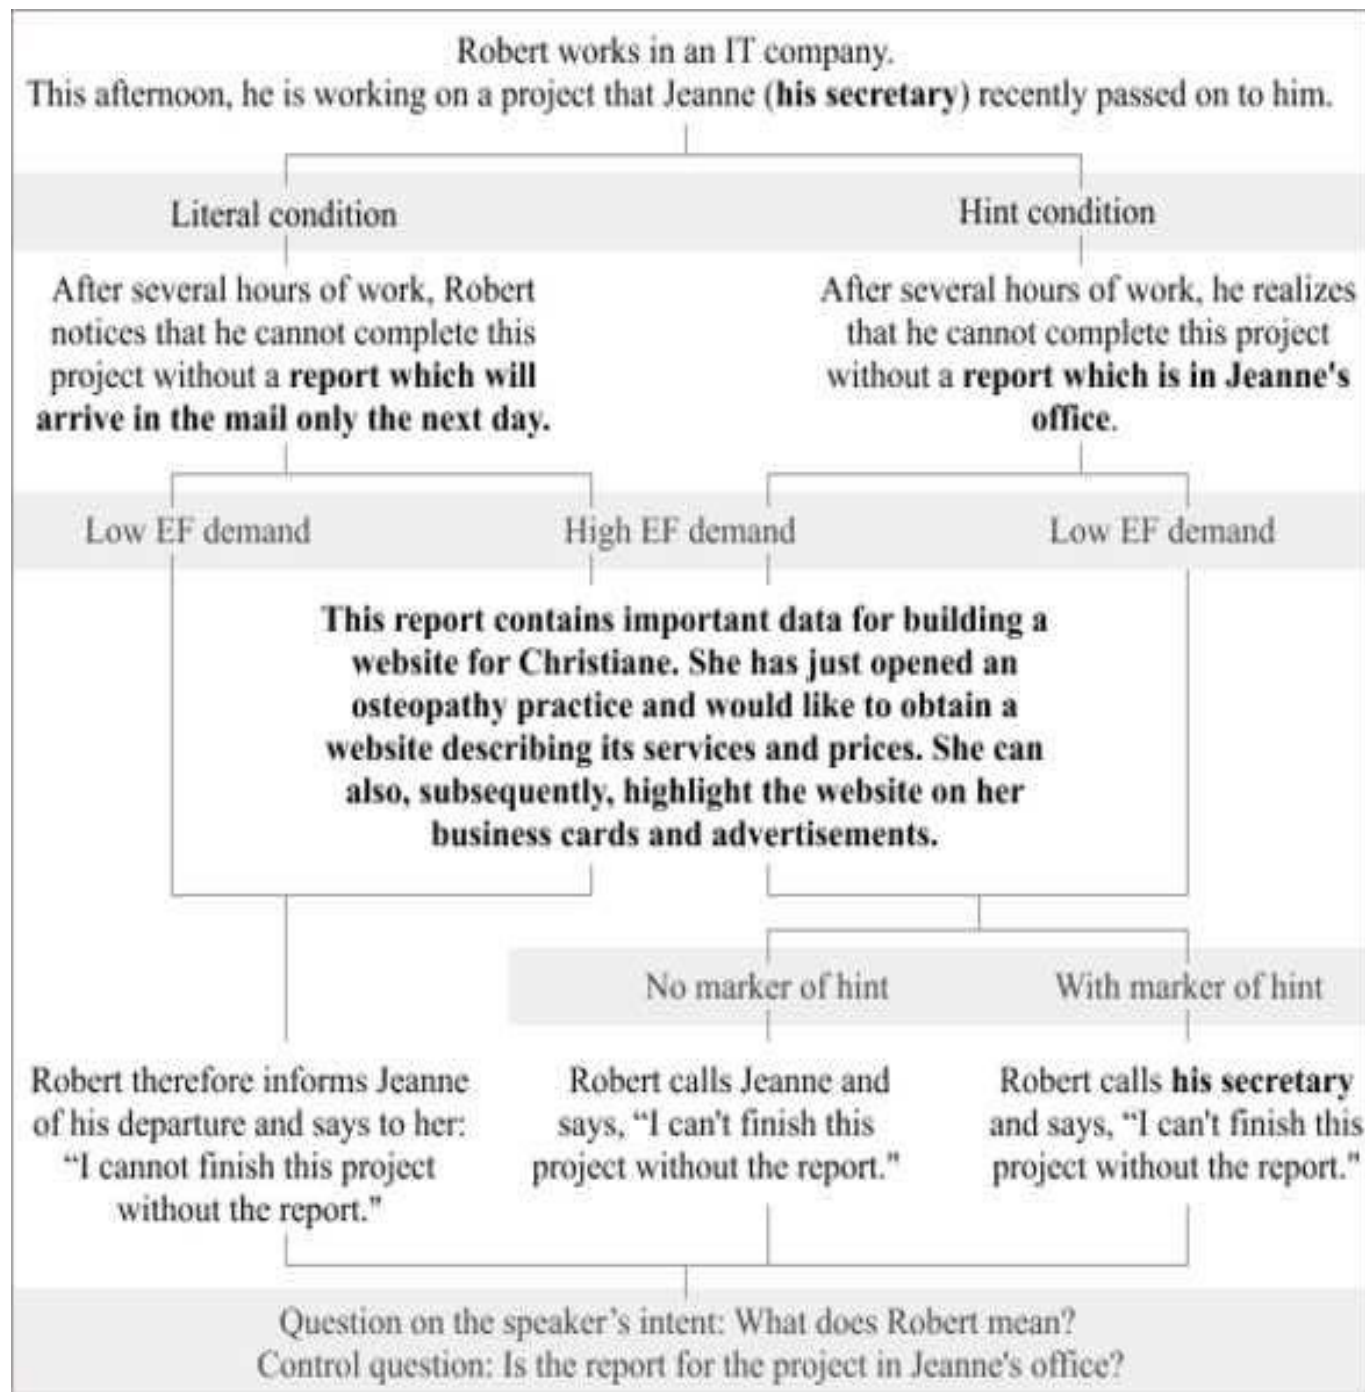 Robert works in an IT company.
This afternoon, he is working on a project that Jeanne (his secretary) recently passed on to him.
Literal condition
Hint condition
After several hours of work, Robert
notices that he cannot complete this
project without a report which will
arrive in the mail only the next day.
After several hours of work, he realizes
that he cannot complete this project
without a report which is in Jeanne's
office.
Low EF demand
High EF demand
Low EF demand
This report contains important data for building a
website for Christiane. She has just opened an
osteopathy practice and would like to obtain a
website describing its services and prices. She can
also, subsequently, highlight the website on her
business cards and advertisements.
No marker of hint
With marker of hint
Robert therefore informs Jeanne
of his departure and says to her:
“I cannot finish this project
without the report."
Robert calls Jeanne and
says, “I can't finish this
project without the report."
Robert calls his secretary
and says, “I can't finish this
project without the report."
Question on the speaker’s intent: What does Robert mean?
Control question: Is the report for the project in Jeanne's office?